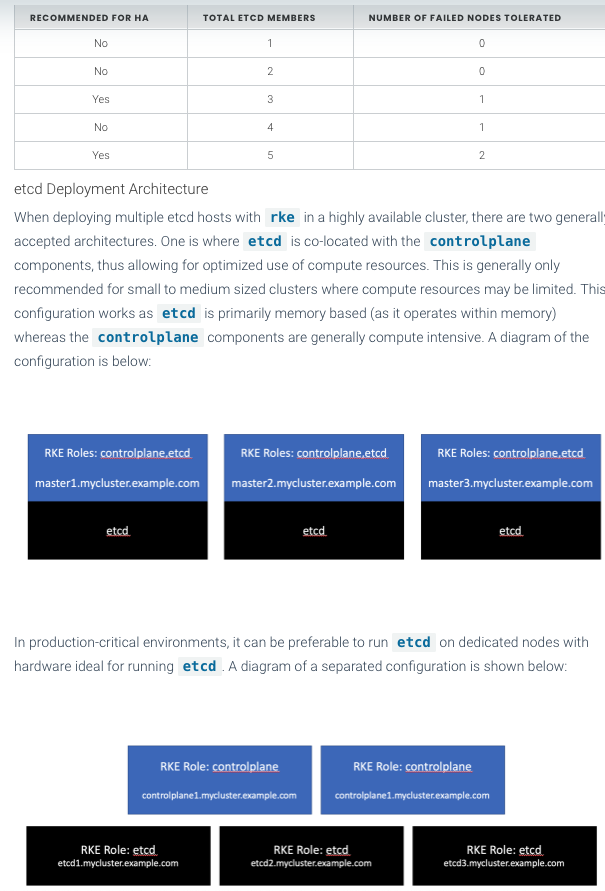 RECOMMENDED FOR HA TOTAL ETCD MEMBERS NUMBER OF FAILED NODES TOLERATED
No 1 0
No 2 0
Yes 3 1
No 4 1
Yes 5 2
etcd Deployment Architecture
When deploying multiple etcd hosts with rke in a highly available cluster, there are two generally
accepted architectures. One is where etcd is co-located with the controlplane
components, thus allowing for optimized use of compute resources. This is generally only
recommended for small to medium sized clusters where compute resources may be limited. This
configuration works as etcd is primarily memory based (as it operates within memory)
whereas the controlplane components are generally compute intensive. A diagram of the
configuration is below:
RKE Roles: controlplane,etcd RKE Roles: controlplane,etcd RKE Roles: controlplane,etcd
master1.mycluster.example.com master2.mycluster.example.com master3.mycluster.example.com
etcd etcd etcd
In production-critical environments, it can be preferable to run etcd on dedicated nodes with
hardware ideal for running etcd. A diagram of a separated configuration is shown below:
RKE Role: controlplane RKE Role: controlplane
controlplane1.mycluster.example.com controlplane1.mycluster.example.com
RKE Role: etcd RKE Role: etcd RKE Role: etcd
etcd1.mycluster.example.com etcd2.mycluster.example.com etcd3.mycluster.example.com